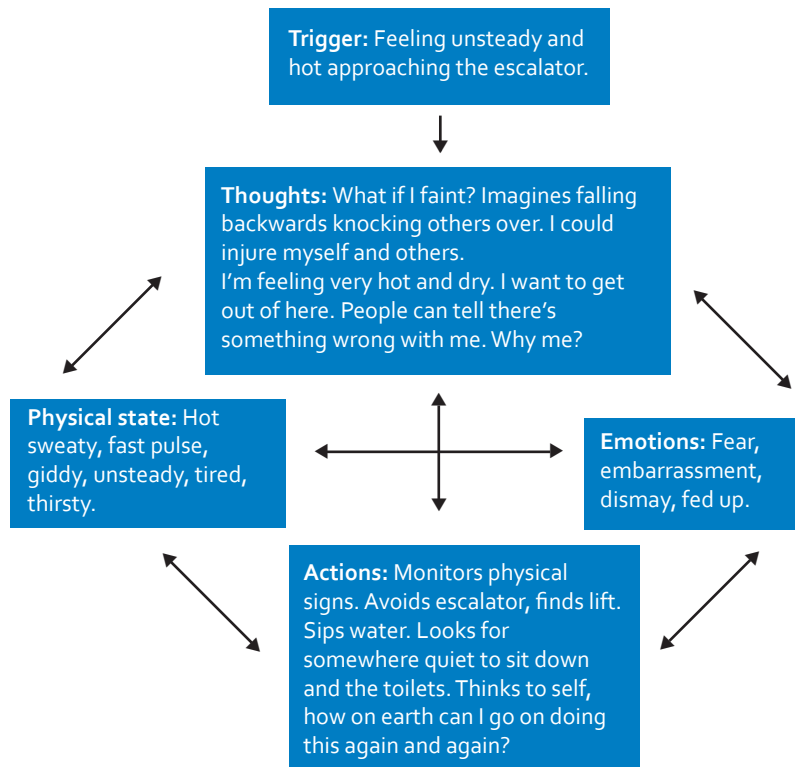 Trigger: Feeling unsteady and
hot approaching the escalator.
Thoughts: What if I faint? Imagines falling
backwards knocking others over. I could
injure myself and others.
I'm feeling very hot and dry. I want to get
out of here. People can tell there's
something wrong with me. Why me?
Physical state: Hot
sweaty, fast pulse,
giddy, unsteady, tired,
thirsty.
Emotions: Fear,
embarrassment,
dismay, fed up.
Actions: Monitors physical
signs. Avoids escalator, finds lift.
Sips water. Looks for
somewhere quiet to sit down
and the toilets. Thinks to self,
how on earth can I go on doing
this again and again?